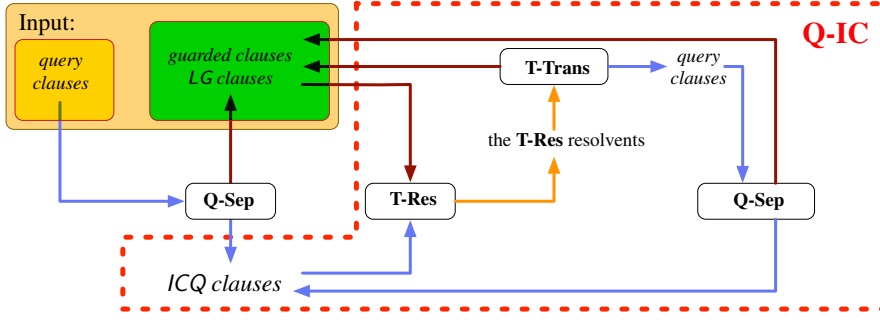 Input:
query
clauses
guarded clauses
LG clauses
Q-IC
T-Trans
query
clauses
the T-Res resolvents
Q-Sep
T-Res
Q-Sep
ICQ clauses